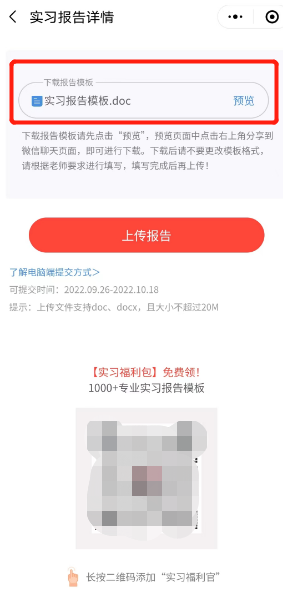 实习报告详情
下载报告模板
实习报告模板.doc
预览
下载报告模板请先点击“预览”，预览页面中点击右上角分享到
微信聊天页面，即可进行下载。下载后请不要更改模板格式，
请根据老师要求进行填写，填写完成后再上传！
上传报告
了解电脑端提交方式>
可提交时间：2022.09.26-2022.10.18
提示：上传文件支持doc、docx，且大小不超过20M
【实习福利包】免费领！
1000+专业实习报告模板
长按二维码添加“实习福利官”